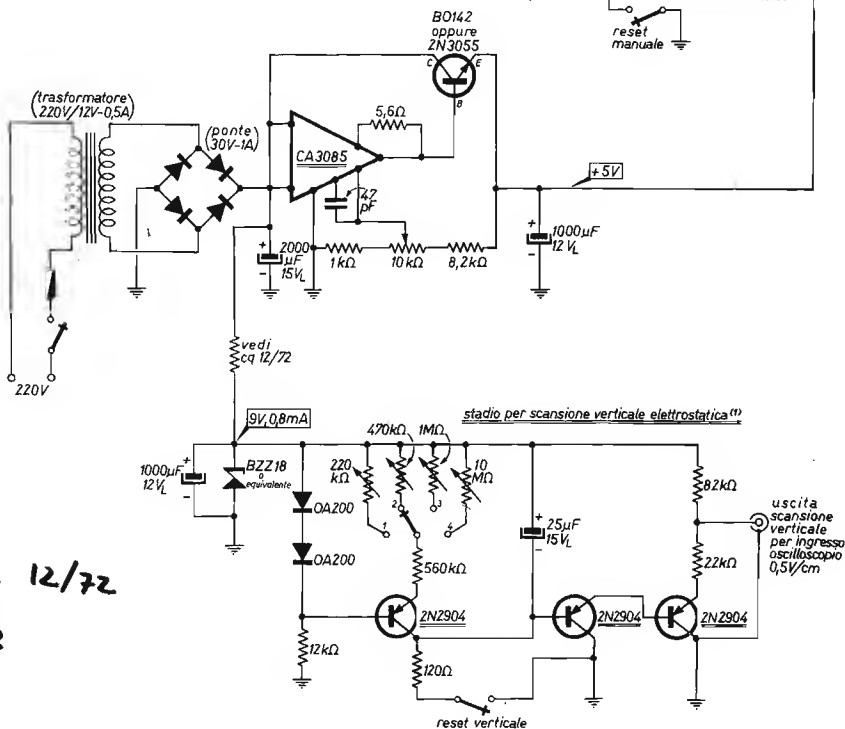 BO142
oppure
2N3055
C
E
B
reset
manuale
(trasformatore
220V/12V-0,5A)
(ponte
30V-1A)
5,6Ω
CA3085
47
pF
+5V
+
-
2000
µF
15VL
1kΩ
10kΩ
8,2kΩ
+
-
1000µF
12VL
220V
vedi
cq 12/72
9V, 0,8mA
stadio per scansione verticale elettrostatica (1)
+
-
1000µF
12VL
BZZ18
o
equivalente
OA200
OA200
220
kΩ
470kΩ
1MΩ
10
MΩ
1
2
3
4
560kΩ
+
-
25µF
15VL
82kΩ
22kΩ
uscita
scansione
verticale
per ingresso
oscilloscopio
0,5V/cm
12/72
2N2904
2N2904
2N2904
12kΩ
120Ω
reset verticale